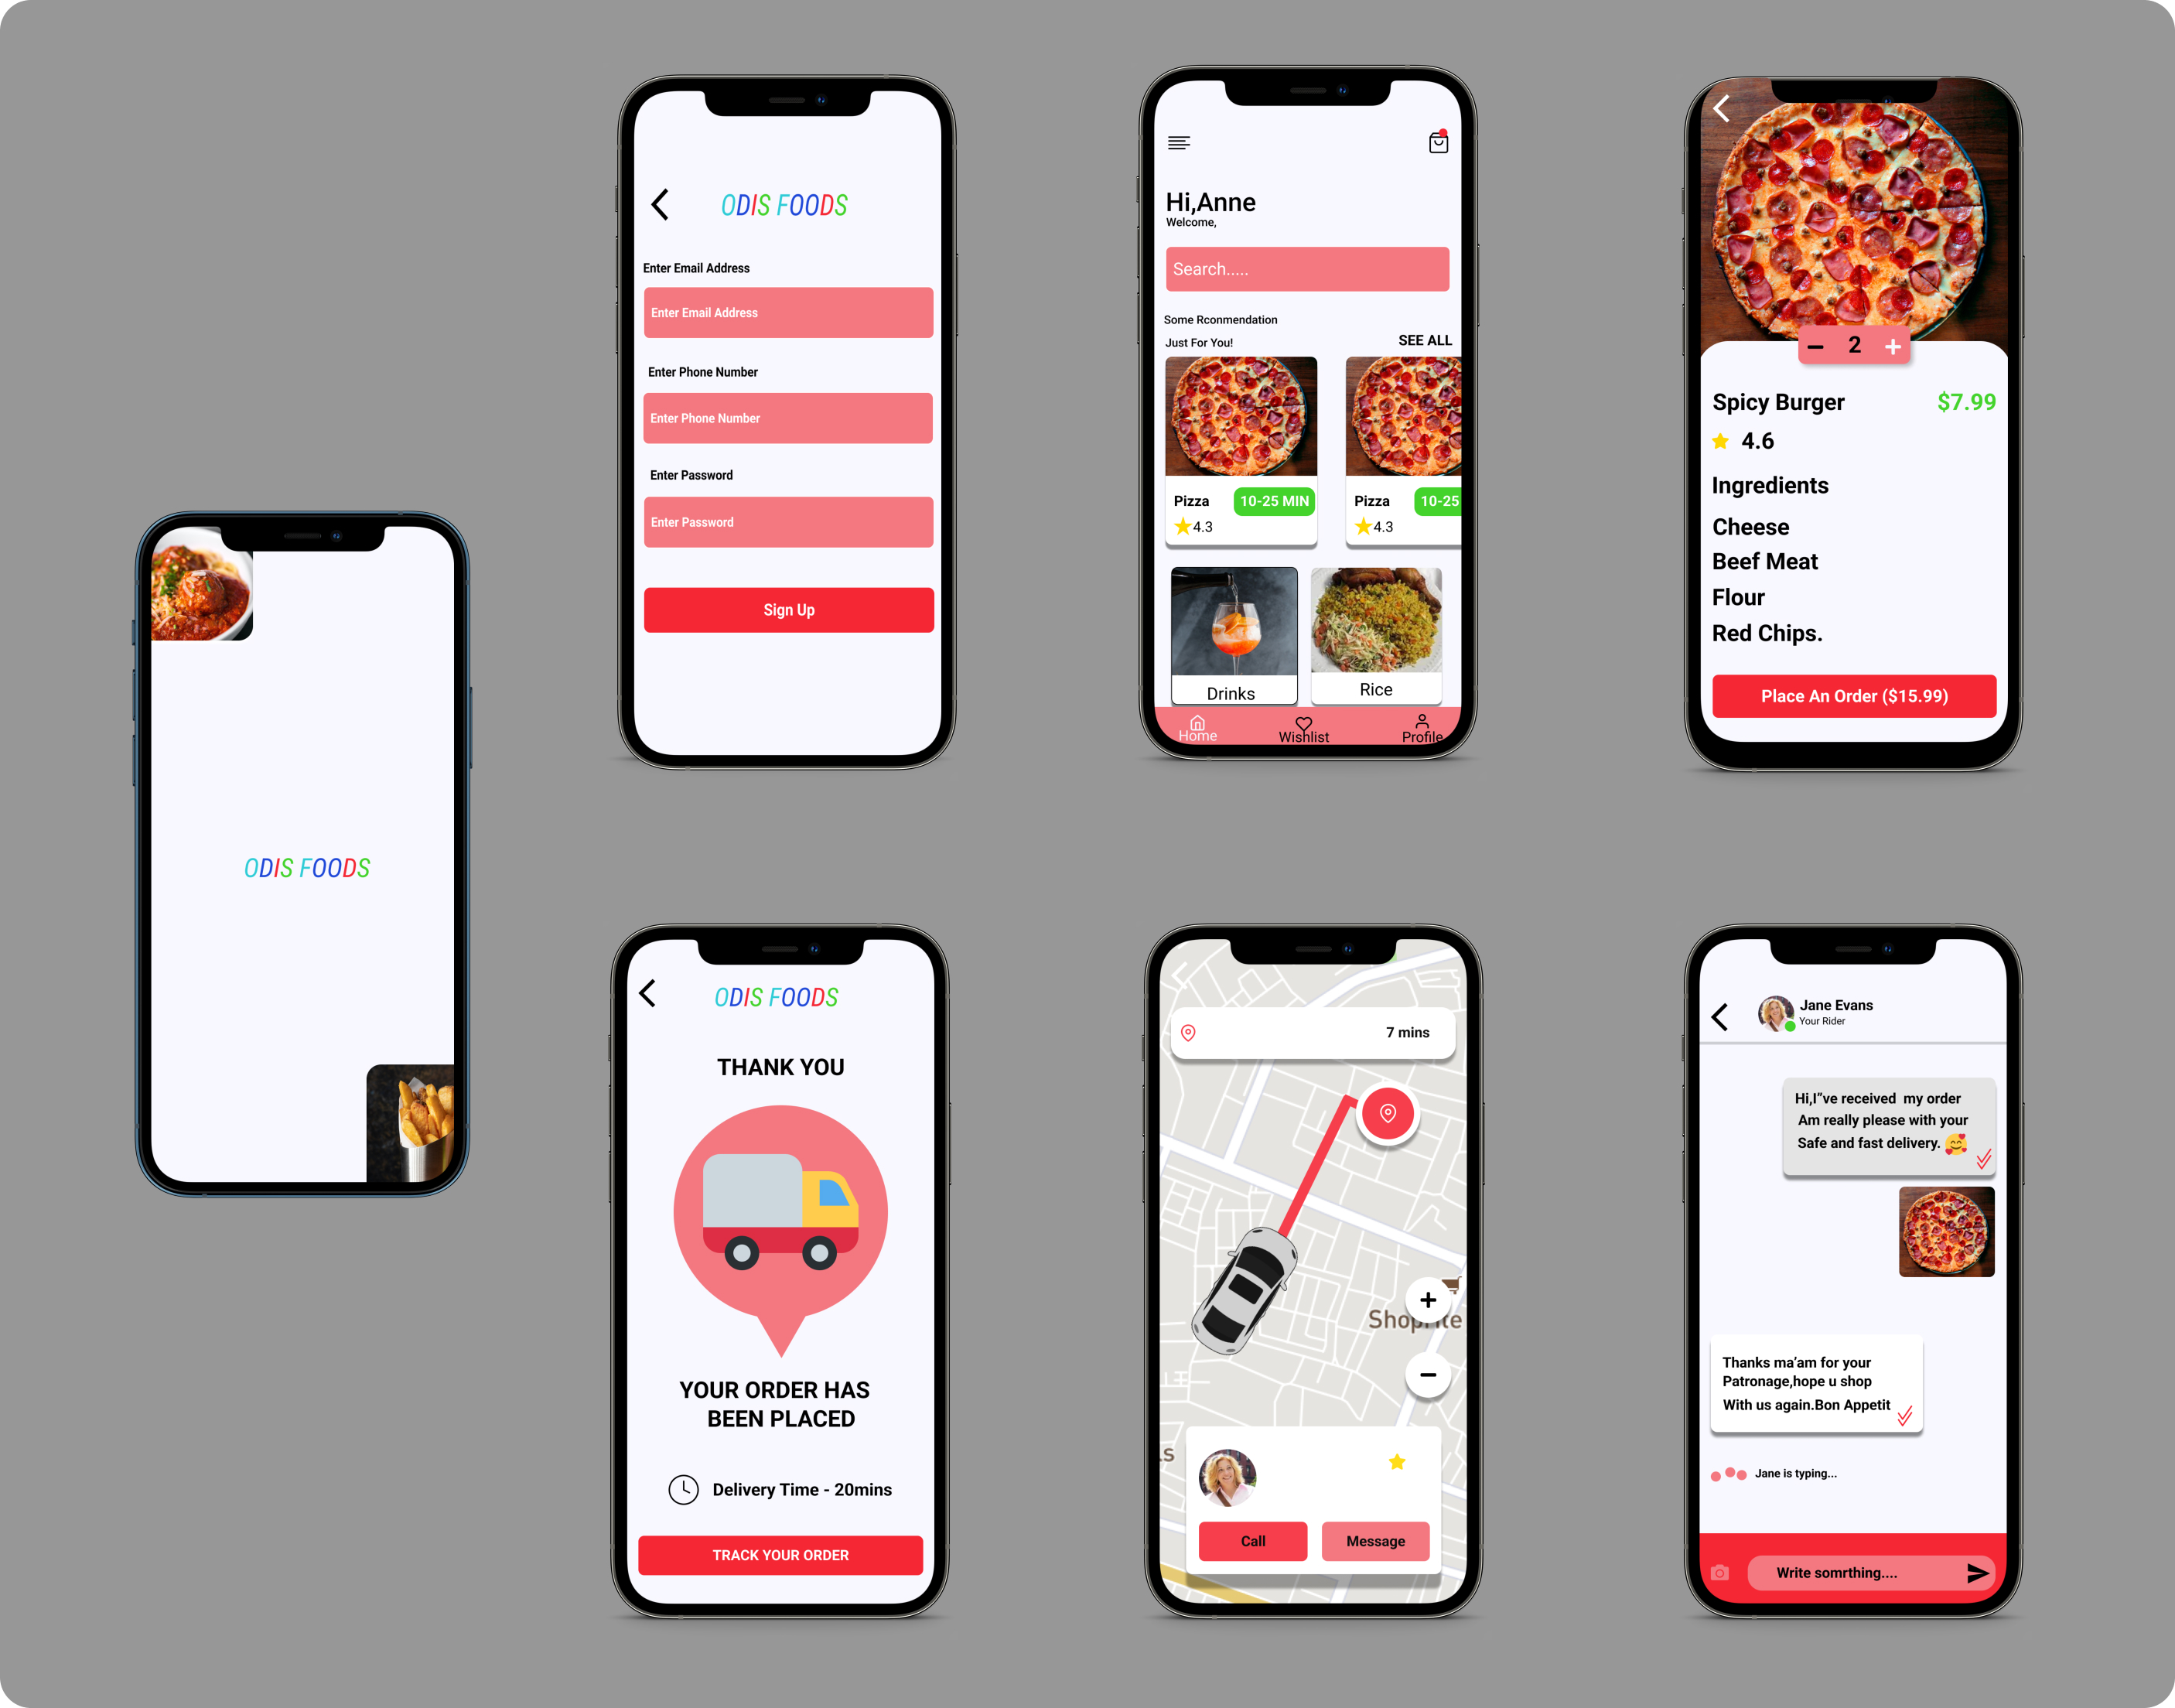 ODIS FOODS
ODIS FOODS
Enter Email Address
Enter Email Address
Enter Phone Number
Enter Phone Number
Enter Password
Enter Password
Sign Up
Hi,Anne
Welcome,
Search.....
Some Rconmendation
Just For You!
SEE ALL
Pizza
10-25 MIN
4.3
Pizza
10-25
4.3
Drinks
Rice
Home
Wishlist
Profile
2
Spicy Burger
$7.99
4.6
Ingredients
Cheese
Beef Meat
Flour
Red Chips.
Place An Order ($15.99)
ODIS FOODS
THANK YOU
YOUR ORDER HAS
BEEN PLACED
Delivery Time - 20mins
TRACK YOUR ORDER
7 mins
Call
Message
Jane Evans
Your Rider
Hi,I"ve received my order
Am really please with your
Safe and fast delivery. 🥰
Thanks ma'am for your
Patronage,hope u shop
With us again.Bon Appetit
Jane is typing...
Write somrthing....